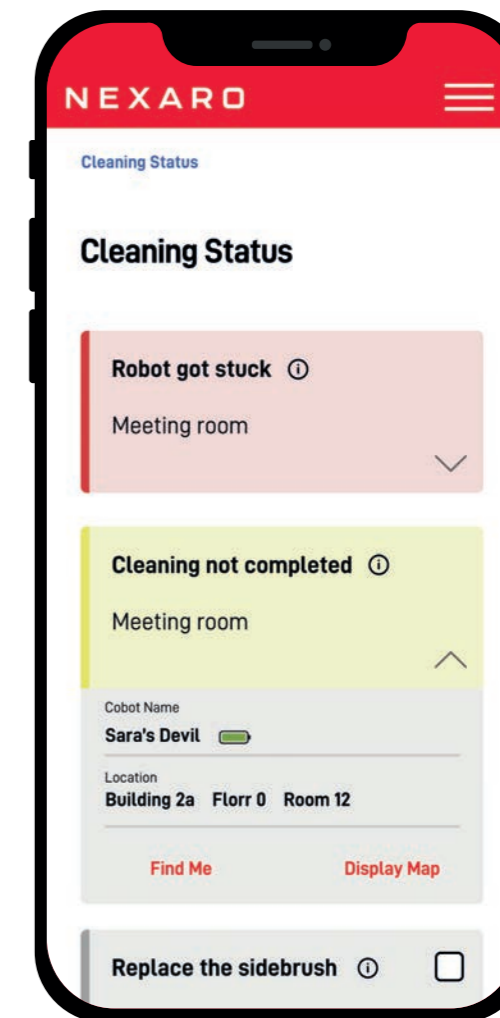 NEXARO
Cleaning Status
Cleaning Status
Robot got stuck
Meeting room
Cleaning not completed
Meeting room
Cobot Name
Sara's Devil
Location
Building 2a Florr 0 Room 12
Find Me Display Map
Replace the sidebrush